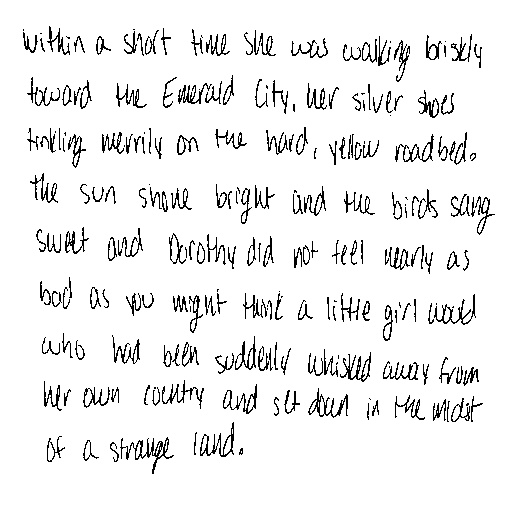 within a short time she was walking briskly
toward the Emerald City, her silver shoes
tinkling merrily on the hard, yellow roadbed.
The sun shone bright and the birds sang
sweet and Dorothy did not feel nearly as
bad as you might think a little girl would
who had been suddenly whisked away from
her own country and set down in the midst
of a strange land.